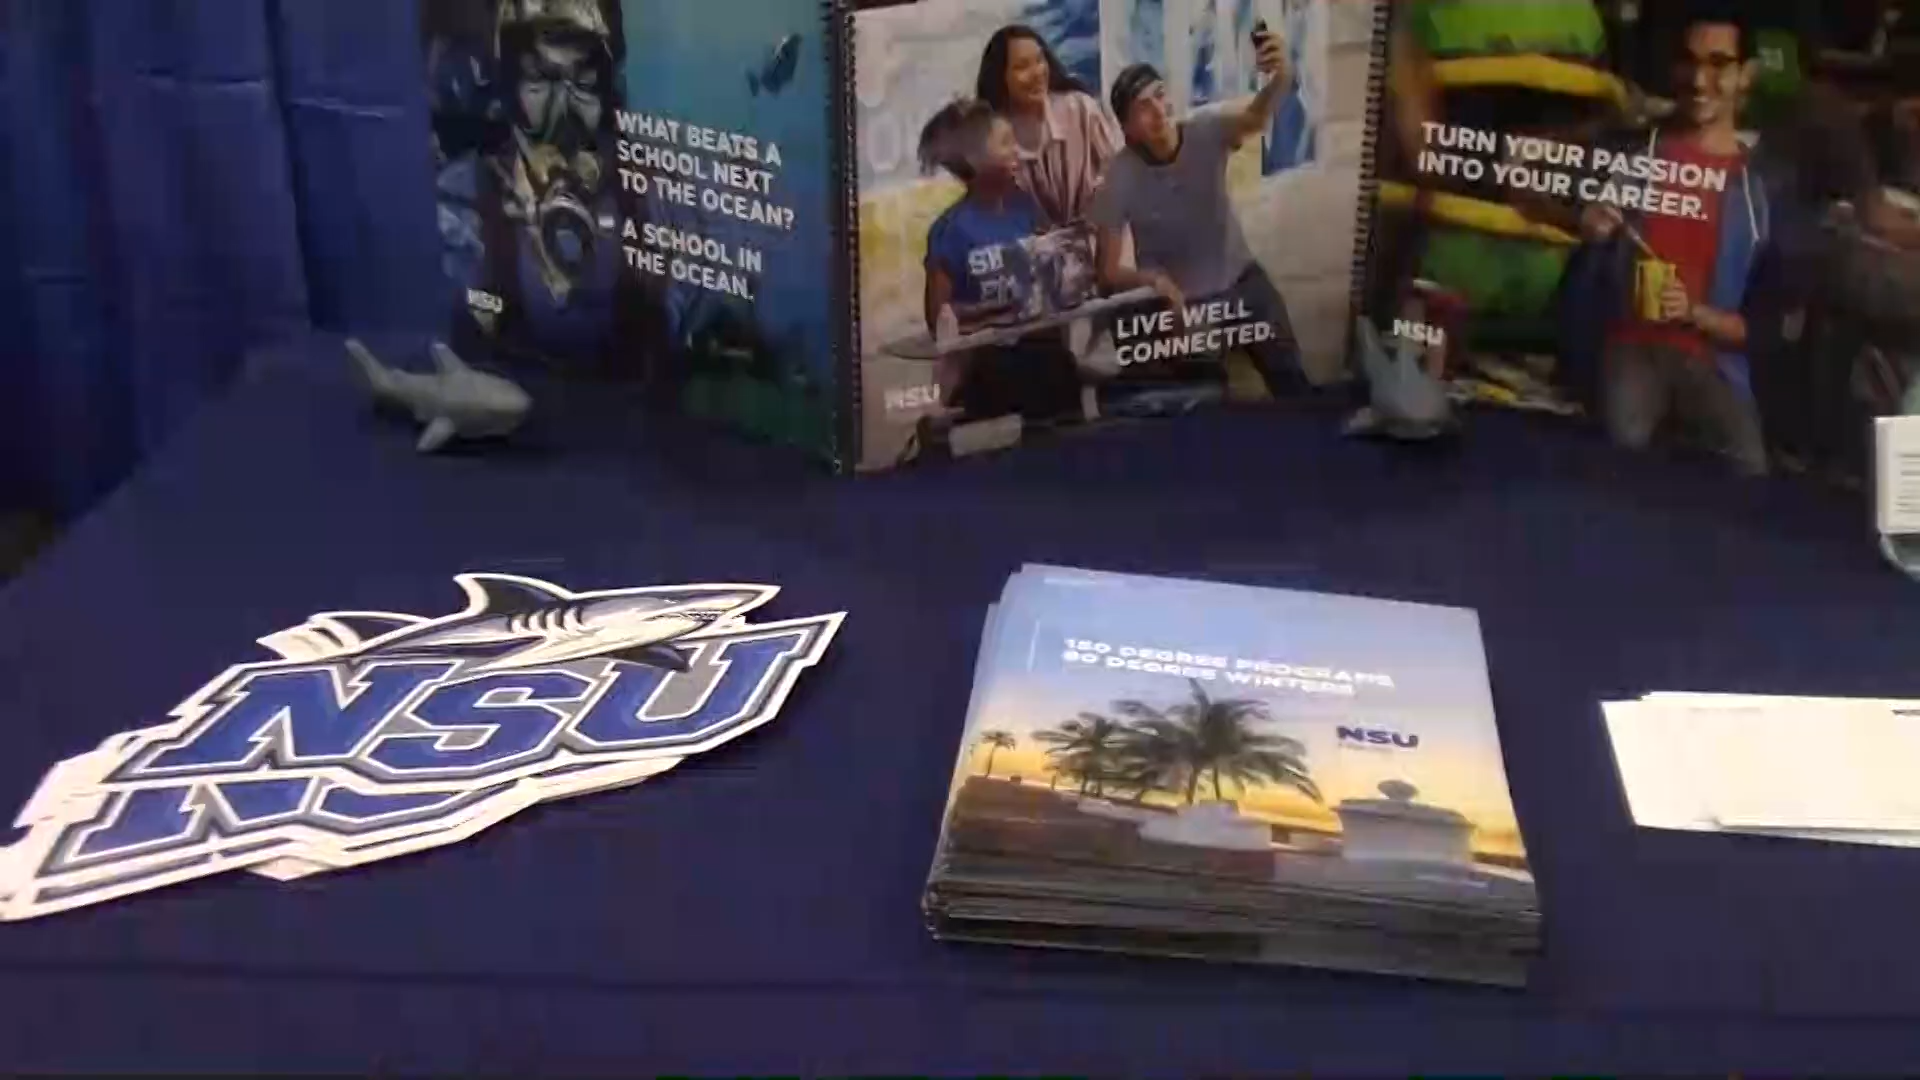 WHAT BEATS A
SCHOOL NEXT
TO THE OCEAN?
A SCHOOL IN
THE OCEAN.
NSU
LIVE WELL
CONNECTED.
NSU
TURN YOUR PASSION
INTO YOUR CAREER.
NSU
NSU
150 DEGREE PROGRAMS
80 DEGREE WINTERS
NSU